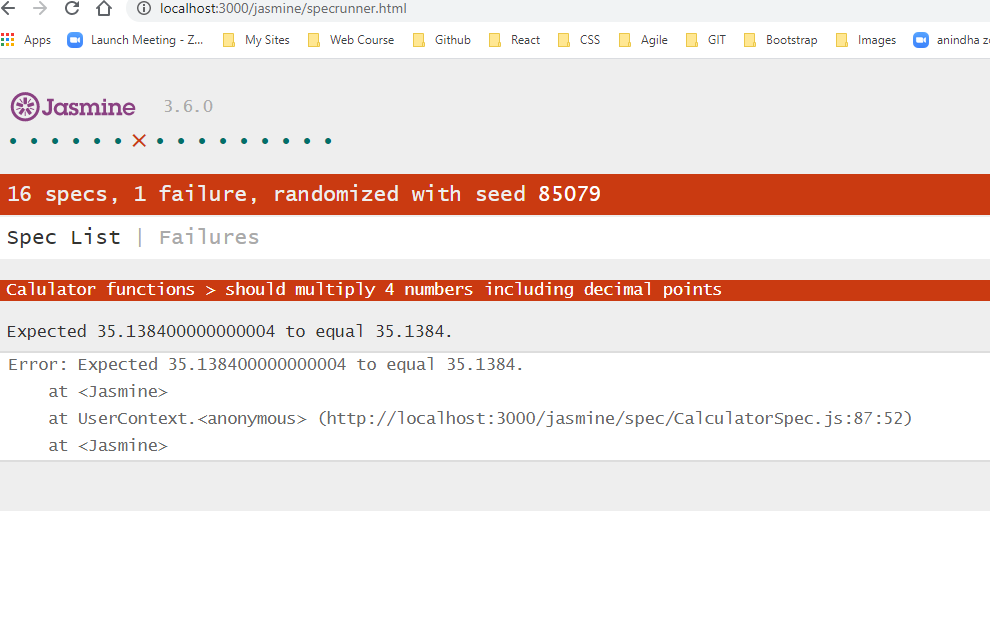 localhost:3000/jasmine/specrunner.html
Apps Launch Meeting - Z... My Sites Web Course Github React CSS Agile GIT Bootstrap Images anindha z
Jasmine 3.6.0
16 specs, 1 failure, randomized with seed 85079
Spec List | Failures
Calulator functions > should multiply 4 numbers including decimal points
Expected 35.138400000000004 to equal 35.1384.
Error: Expected 35.138400000000004 to equal 35.1384.
at <Jasmine>
at UserContext.<anonymous> (http://localhost:3000/jasmine/spec/CalculatorSpec.js:87:52)
at <Jasmine>